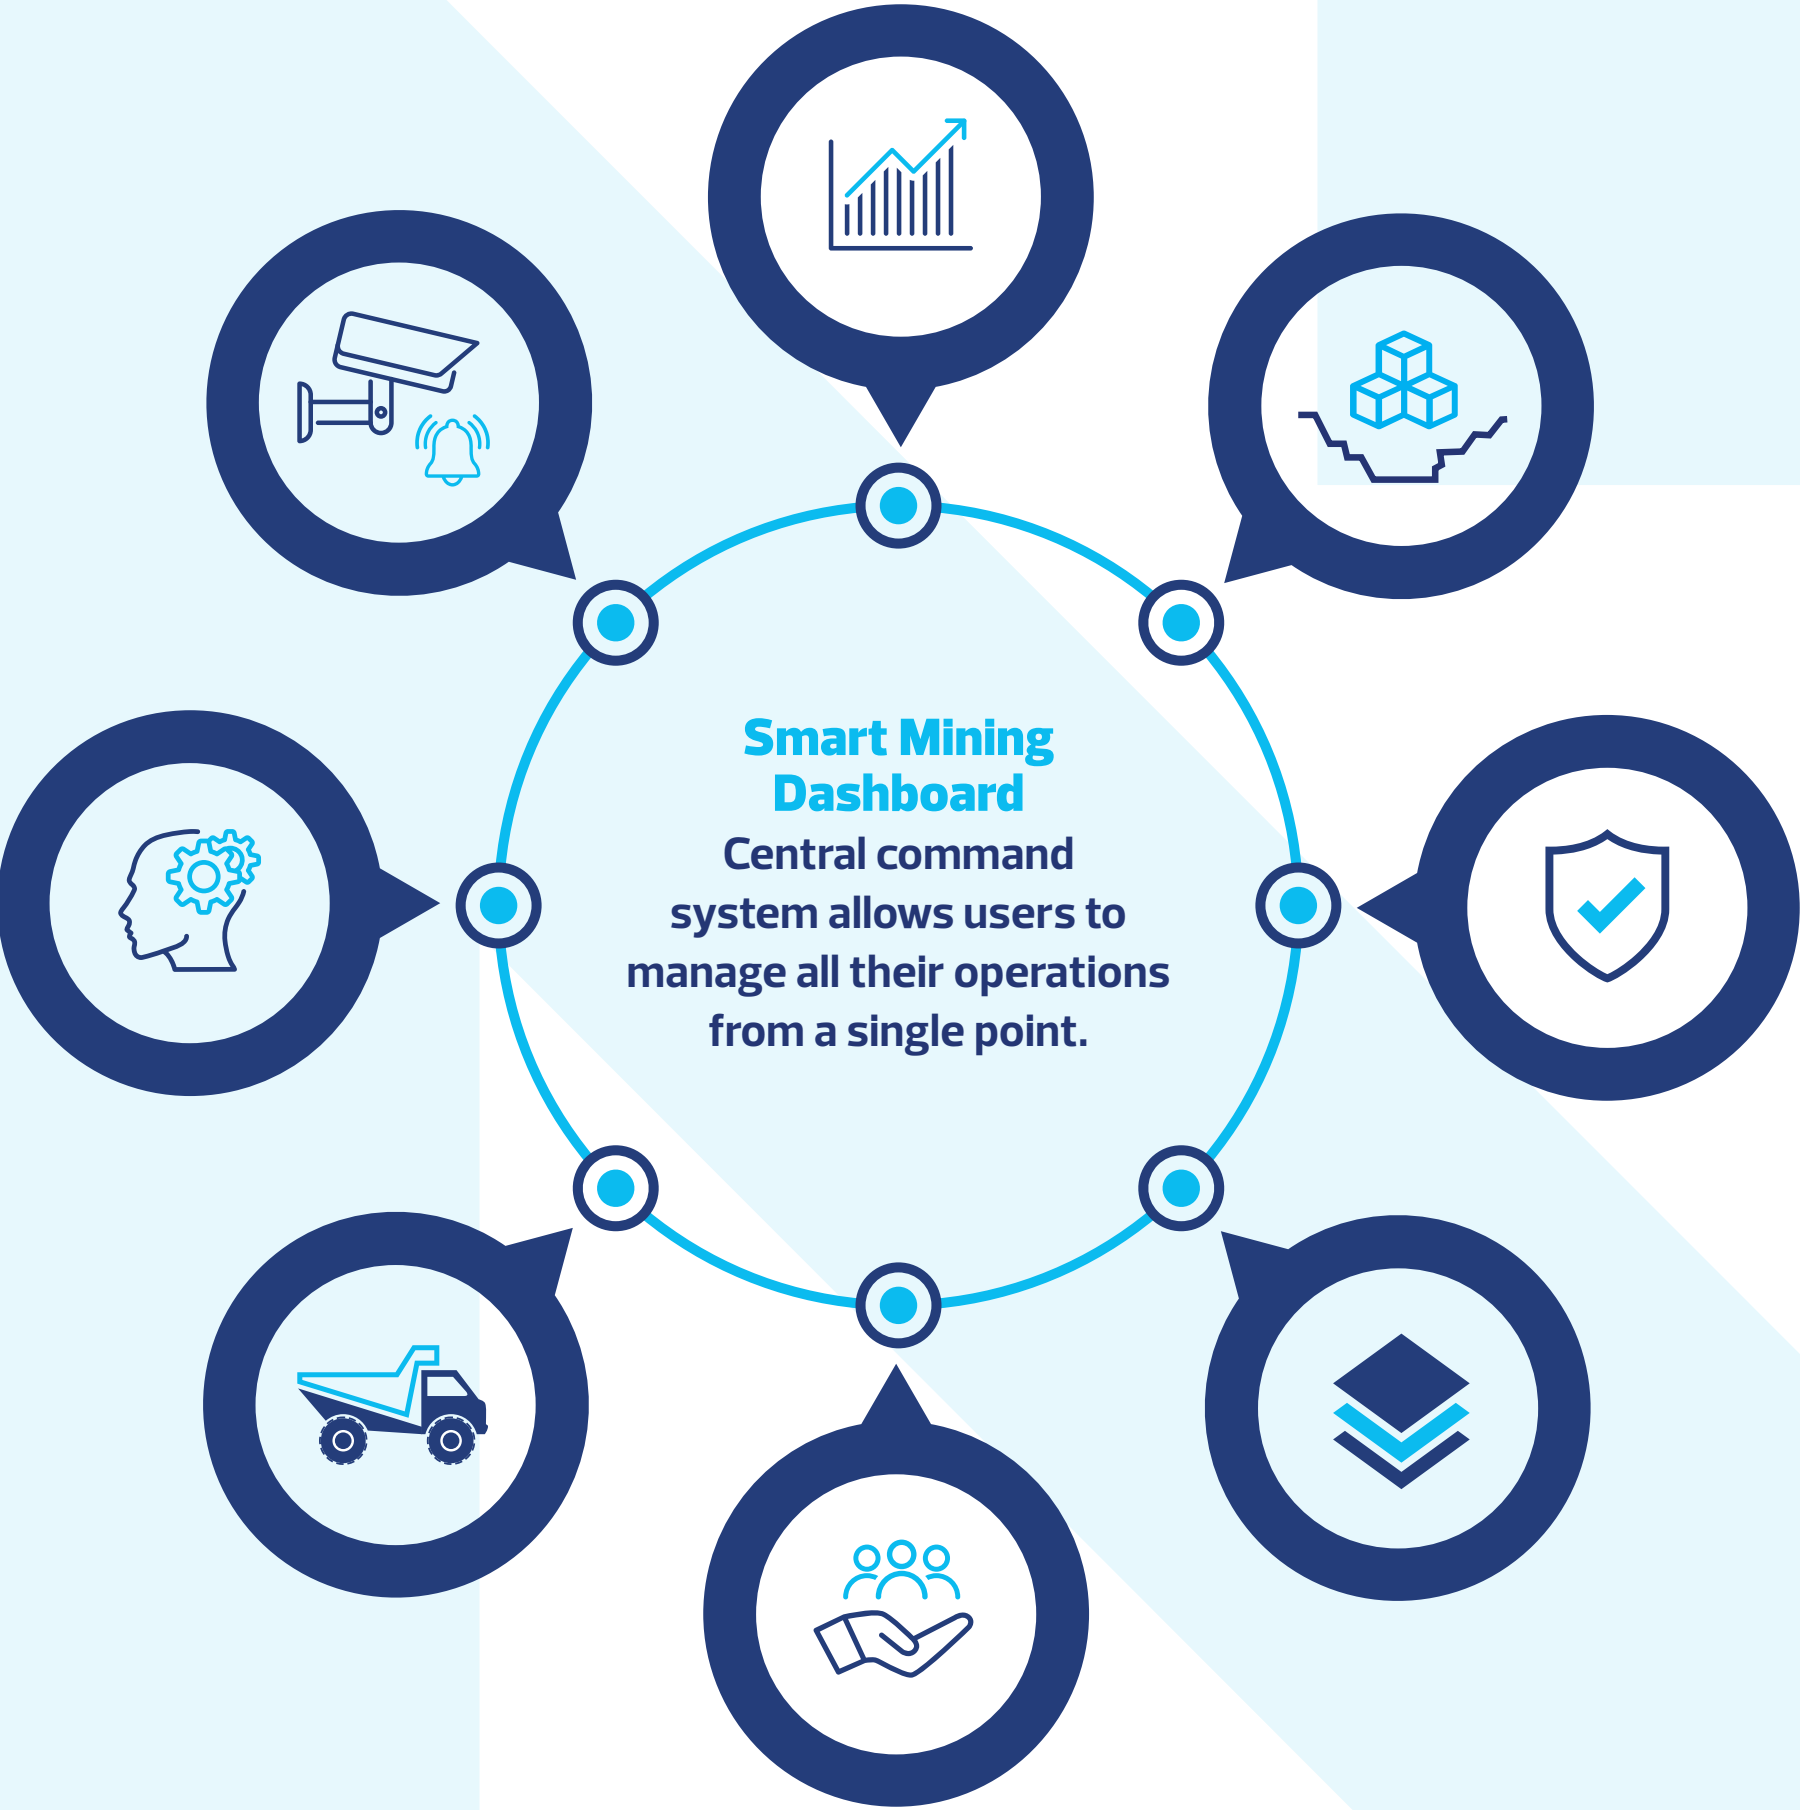 Smart Mining
Dashboard
Central command
system allows users to
manage all their operations
from a single point.